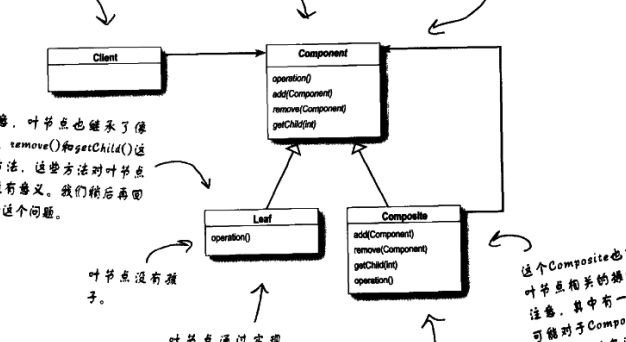 Client
Component
operation()
add(Component)
remove(Component)
getChild(int)
意，叶节点也继承了像
remove()和getChild()这
方法，这些方法对叶节点
没有意义。我们稍后再回
这个问题。
Leaf
operation()
Composite
add(Component)
remove(Component)
getChild(int)
operation()
叶节点没有孩
子。
这个Composite也
叶节点相关的操
注意，其中有一
可能对于Compo
叶节点通过实现